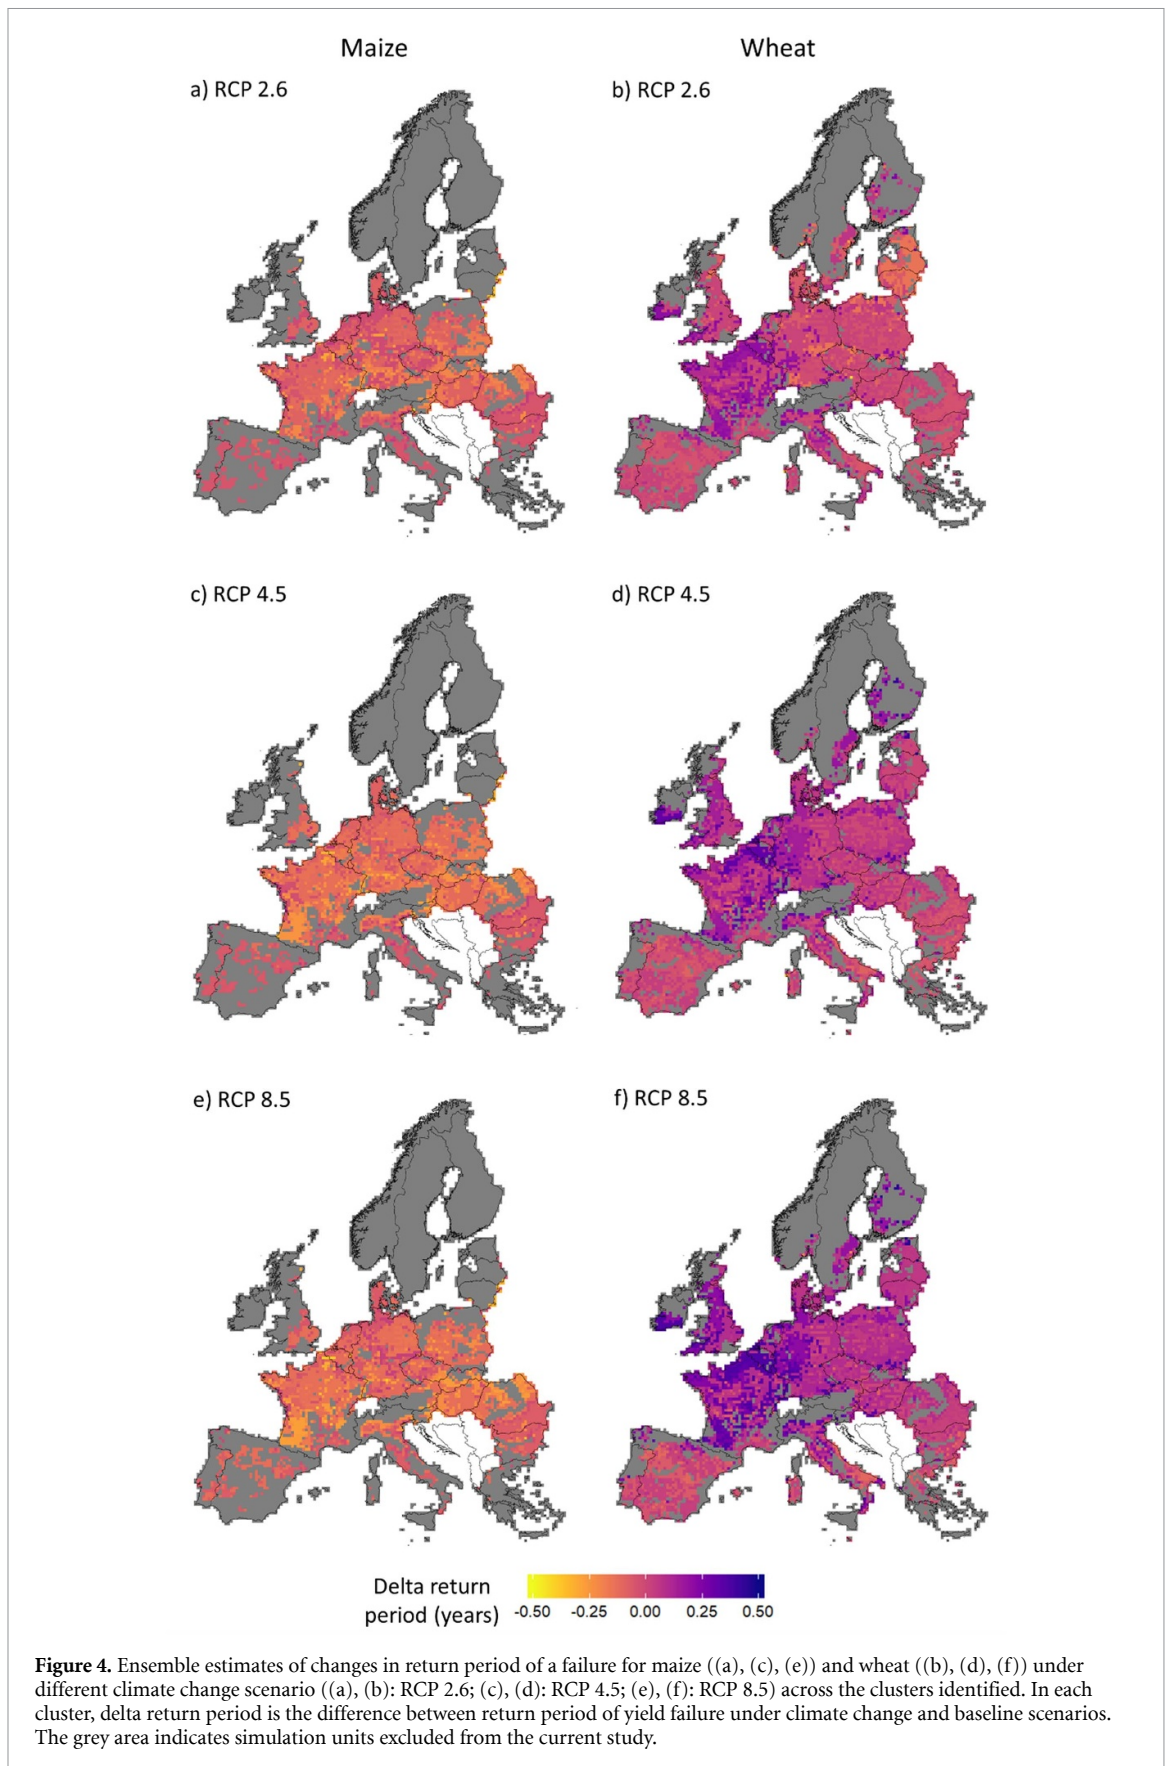 Maize
Wheat
a) RCP 2.6
b) RCP 2.6
c) RCP 4.5
d) RCP 4.5
e) RCP 8.5
f) RCP 8.5
Delta return
period (years)
-0.50 -0.25 0.00 0.25 0.50
Figure 4. Ensemble estimates of changes in return period of a failure for maize ((a), (c), (e)) and wheat ((b), (d), (f)) under
different climate change scenario ((a), (b): RCP 2.6; (c), (d): RCP 4.5; (e), (f): RCP 8.5) across the clusters identified. In each
cluster, delta return period is the difference between return period of yield failure under climate change and baseline scenarios.
The grey area indicates simulation units excluded from the current study.